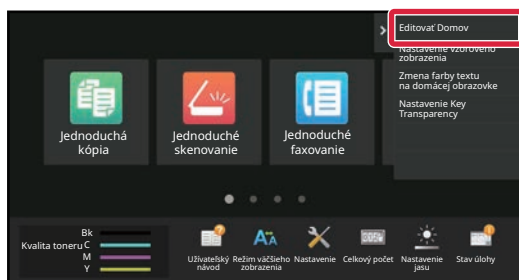 Editovať Domov
Nastavenie vzorového
zobrazenia
Zmena farby textu
na domácej obrazovke
Nastavenie Key
Transparency
Jednoduchá
kópia
Jednoduché
skenovanie
Jednoduché
faxovanie
Kvalita toneru
Bk
C
M
Y
Užívateľský
návod
Režim väčšieho
zobrazenia
Nastavenie
Celkový počet
Nastavenie
jasu
Stav úlohy